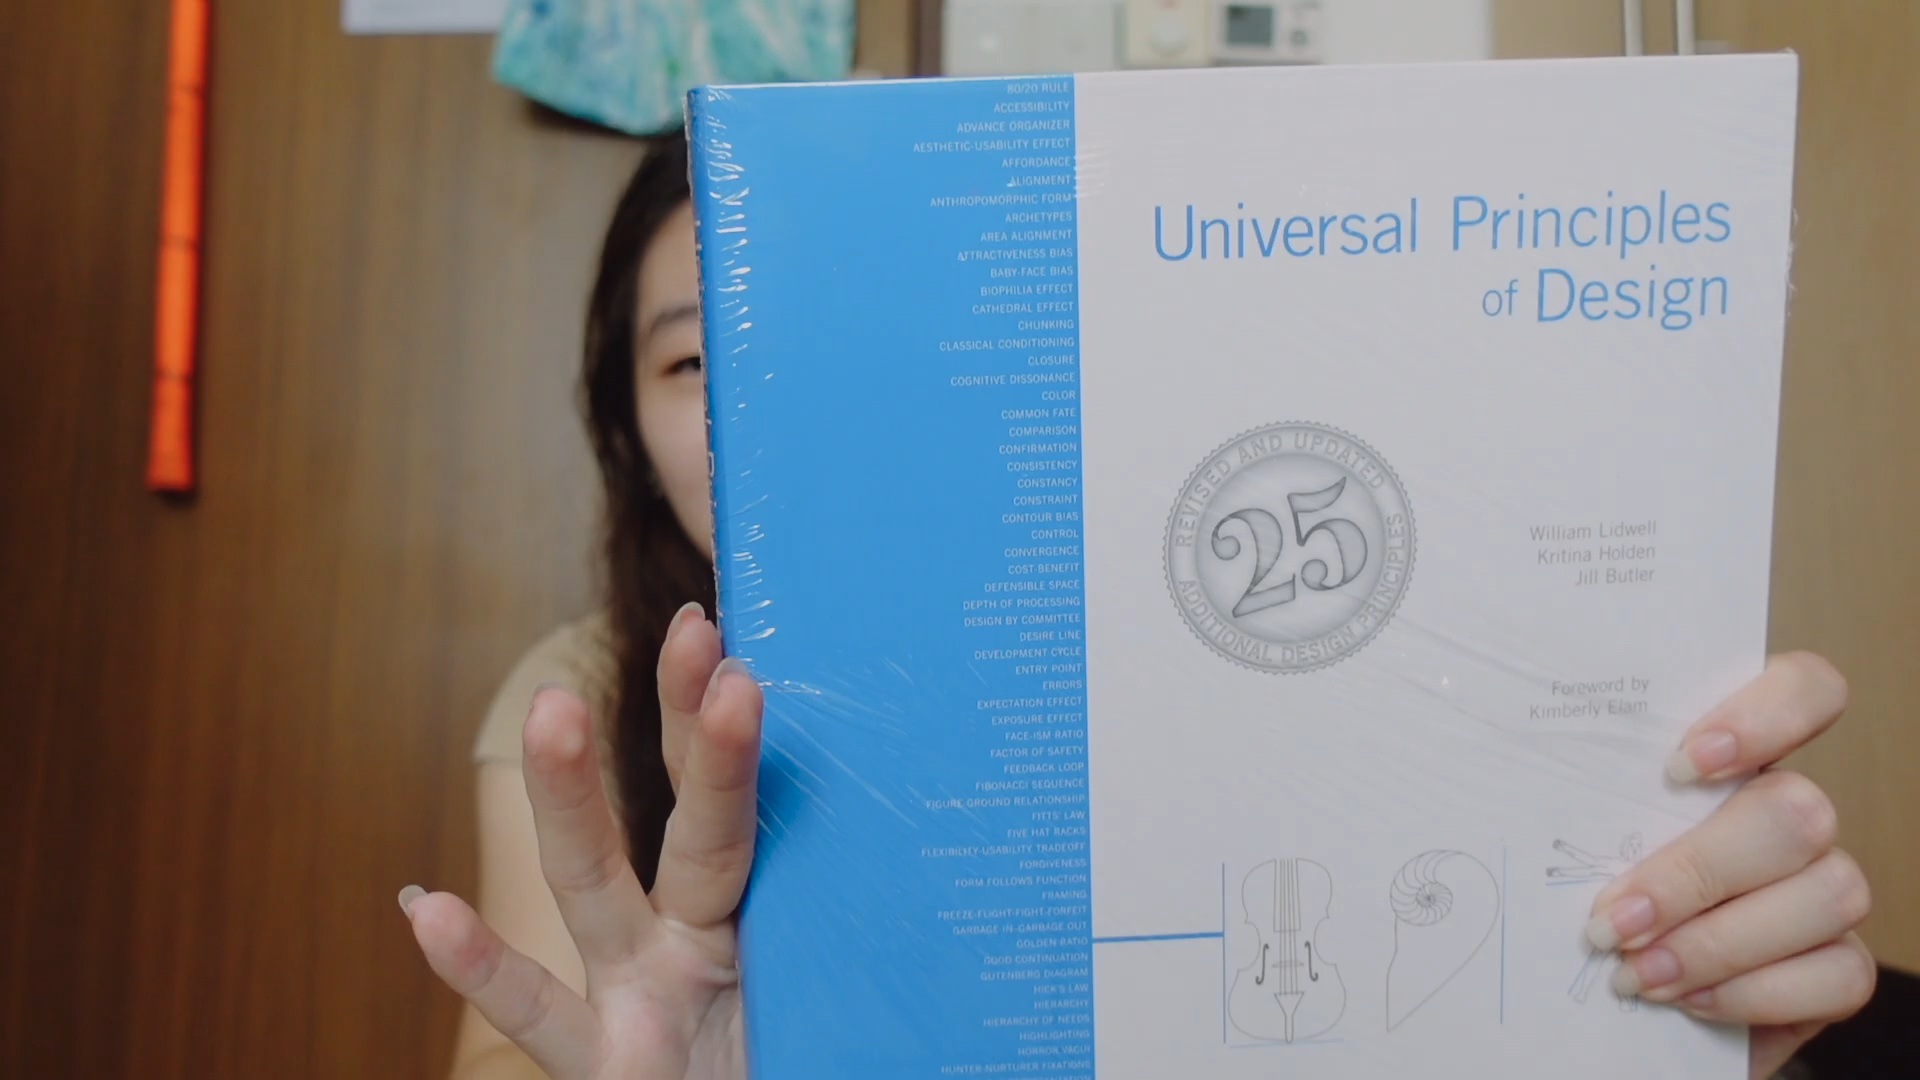 80/20 RULE
ACCESSIBILITY
ADVANCE ORGANIZER
AESTHETIC-USABILITY EFFECT
AFFORDANCE
ALIGNMENT
ANTHROPOMORPHIC FORM
ARCHETYPES
AREA ALIGNMENT
ATTRACTIVENESS BIAS
BABY-FACE BIAS
BIOPHILIA EFFECT
CATHEDRAL EFFECT
CHUNKING
CLASSICAL CONDITIONING
CLOSURE
COGNITIVE DISSONANCE
COLOR
COMMON FATE
COMPARISON
CONFIRMATION
CONSISTENCY
CONSTANCY
CONSTRAINT
CONTOUR BIAS
CONTROL
CONVERGENCE
COST-BENEFIT
DEFENSIBLE SPACE
DEPTH OF PROCESSING
DESIGN BY COMMITTEE
DESIRE LINE
DEVELOPMENT CYCLE
ENTRY POINT
ERRORS
EXPECTATION EFFECT
EXPOSURE EFFECT
FACE-ISM RATIO
FACTOR OF SAFETY
FEEDBACK LOOP
FIBONACCI SEQUENCE
FIGURE-GROUND RELATIONSHIP
FITTS' LAW
FIVE HAT RACKS
FLEXIBILITY-USABILITY TRADEOFF
FORGIVENESS
FORM FOLLOWS FUNCTION
FRAMING
FREEZE-FLIGHT-FIGHT-FORFEIT
GARBAGE IN-GARBAGE OUT
GOLDEN RATIO
GOOD CONTINUATION
GUTENBERG DIAGRAM
HICK'S LAW
HIERARCHY
HIERARCHY OF NEEDS
HIGHLIGHTING
HORROR VACUI
HUNTER-NURTURER FIXATIONS
Universal Principles
of Design
REVISED AND UPDATED
25
ADDITIONAL DESIGN PRINCIPLES
William Lidwell
Kritina Holden
Jill Butler
Foreword by
Kimberly Elam